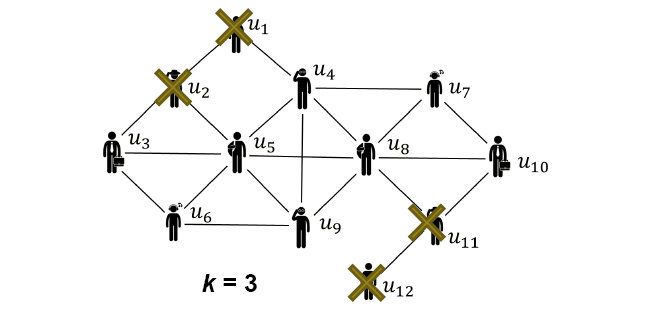 u₁
u₂
u₃
u₄
u₅
u₆
u₇
u₈
u₉
u₁₀
u₁₁
u₁₂
k = 3